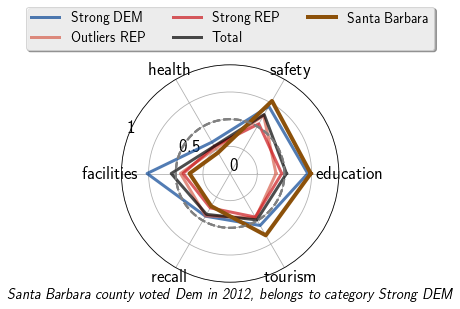 Strong DEM Strong REP Santa Barbara
Outliers REP Total
health safety
1
0.5
0
facilities education
recall tourism
Santa Barbara county voted Dem in 2012, belongs to category Strong DEM